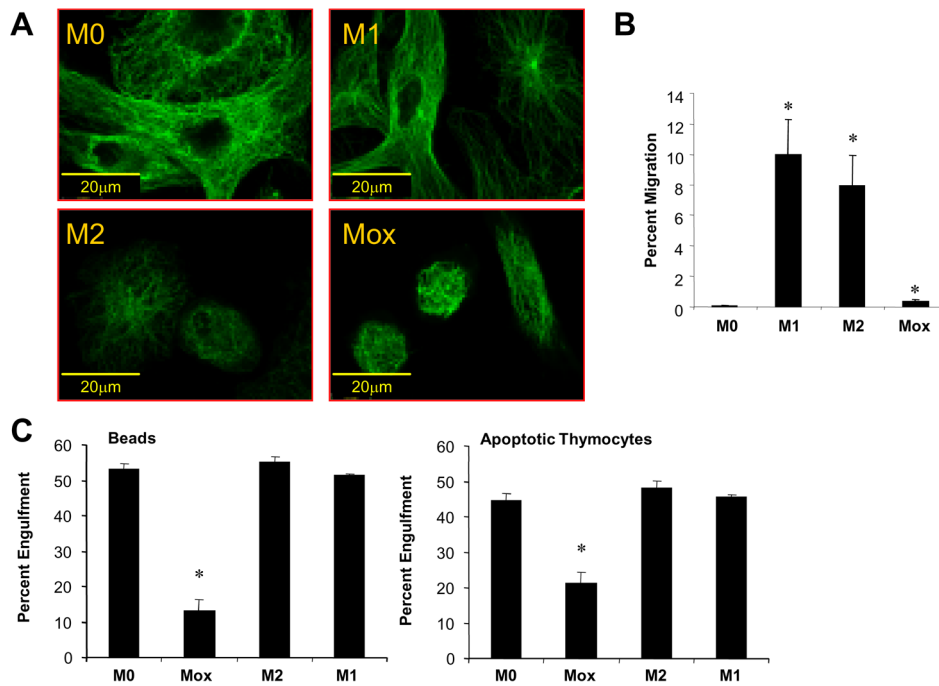 A
M0
20μm
M1
20μm
M2
20μm
Mox
20μm
B
Percent Migration
14
12
10
8
6
4
2
0
*
*
*
M0
M1
M2
Mox
C
Beads
Percent Engulfment
60
50
40
30
20
10
0
*
M0
Mox
M2
M1
Apoptotic Thymocytes
Percent Engulfment
60
50
40
30
20
10
0
*
M0
Mox
M2
M1